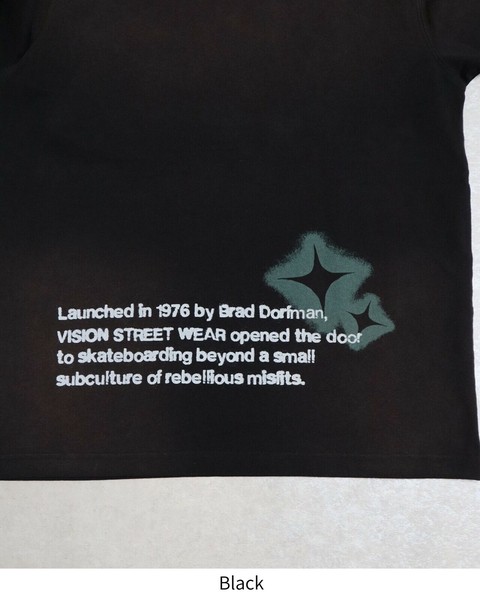 Launched in 1976 by Brad Dorfman,
VISION STREET WEAR opened the door
to skateboarding beyond a small
subculture of rebellious misfits.
Black